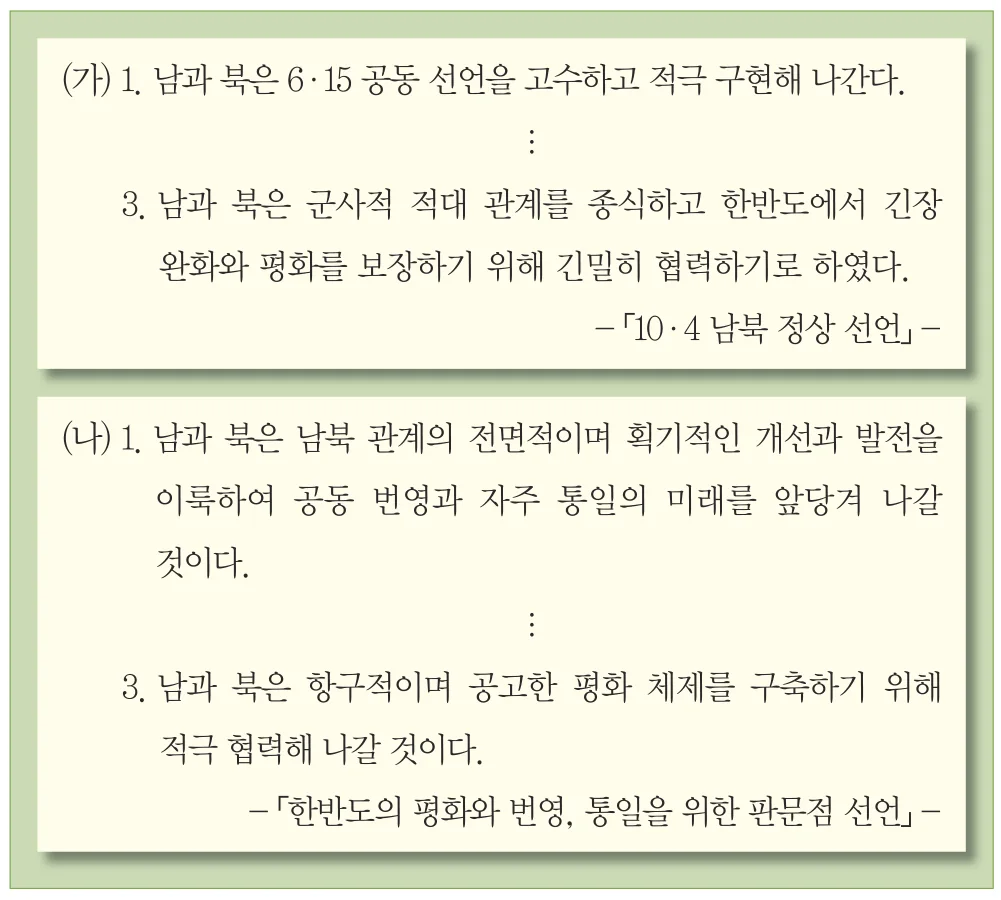 (가) 1. 남과 북은 6·15 공동 선언을 고수하고 적극 구현해 나간다.
⋮
3. 남과 북은 군사적 적대 관계를 종식하고 한반도에서 긴장
완화와 평화를 보장하기 위해 긴밀히 협력하기로 하였다.
-「10·4 남북 정상 선언」-
(나) 1. 남과 북은 남북 관계의 전면적이며 획기적인 개선과 발전을
이룩하여 공동 번영과 자주 통일의 미래를 앞당겨 나갈
것이다.
⋮
3. 남과 북은 항구적이며 공고한 평화 체제를 구축하기 위해
적극 협력해 나갈 것이다.
-「한반도의 평화와 번영, 통일을 위한 판문점 선언」-